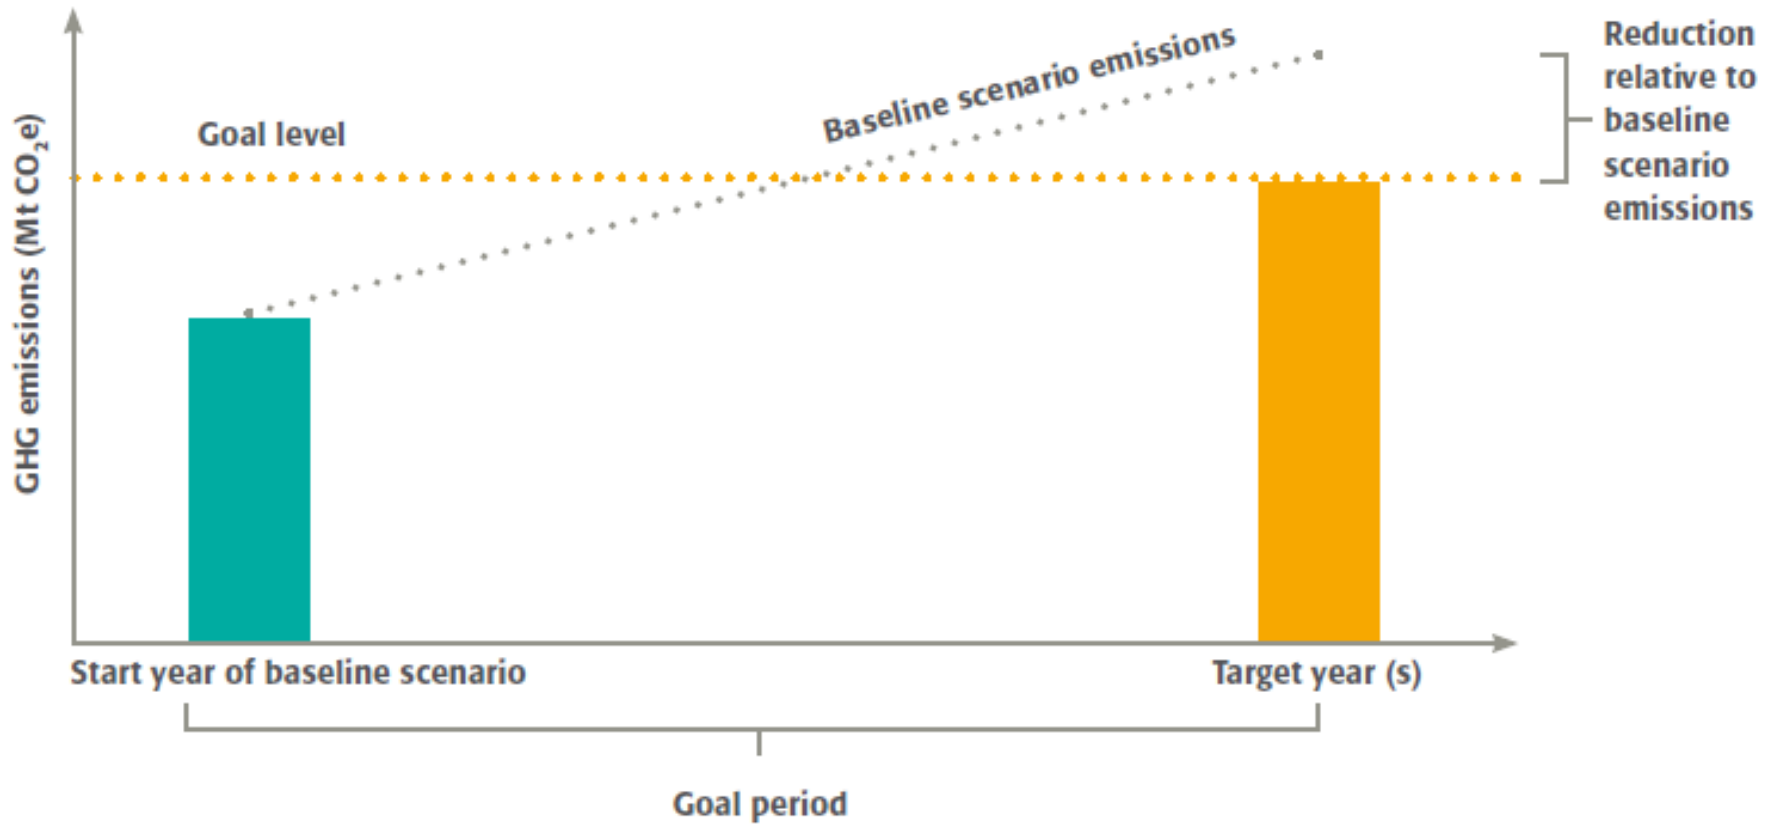 Reduction
relative to
baseline
scenario
emissions
Baseline scenario emissions
Goal level
GHG emissions (Mt CO₂e)
Start year of baseline scenario
Target year (s)
Goal period